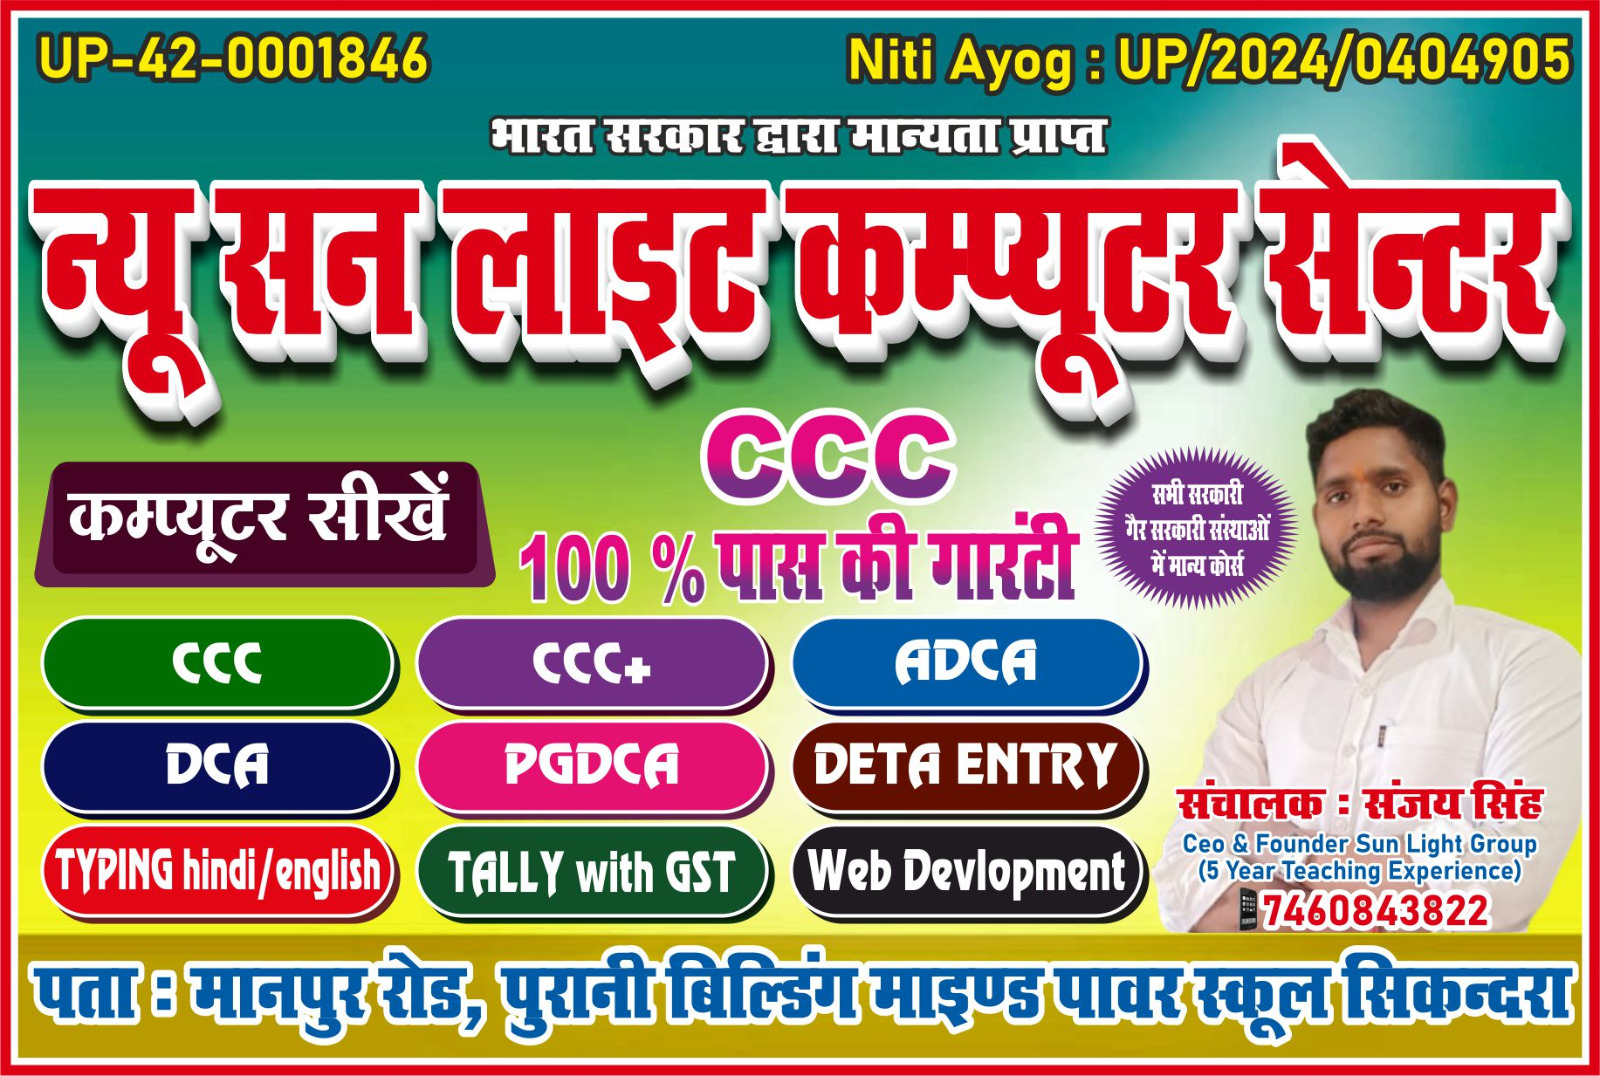 UP-42-0001846
Niti Ayog : UP/2024/0404905
भारत सरकार द्वारा मान्यता प्राप्त
न्यू सन लाइट कम्प्यूटर सेन्टर
कम्प्यूटर सीखें
CCC
100 % पास की गारंटी
सभी सरकारी
गैर सरकारी संस्थाओं
में मान्य कोर्स
CCC
CCC+
ADCA
DCA
PGDCA
DETA ENTRY
TYPING hindi/english
TALLY with GST
Web Devlopment
संचालक : संजय सिंह
Ceo & Founder Sun Light Group
(5 Year Teaching Experience)
7460843822
पता : मानपुर रोड, पुरानी बिल्डिंग माइण्ड पावर स्कूल सिकन्दरा